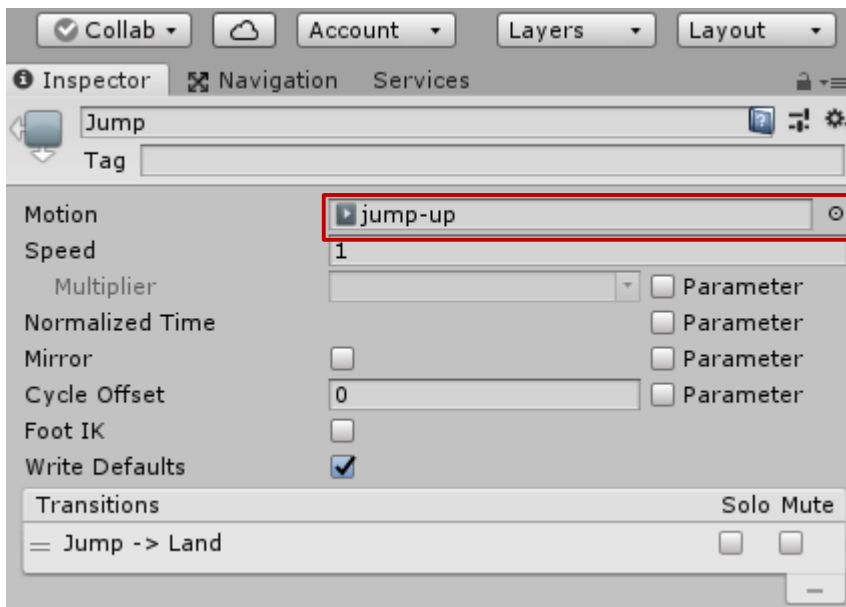 Collab Account Layers Layout
Inspector Navigation Services
Jump
Tag
Motion jump-up
Speed 1
Multiplier Parameter
Normalized Time Parameter
Mirror Parameter
Cycle Offset 0 Parameter
Foot IK
Write Defaults
Transitions Solo Mute
= Jump -> Land